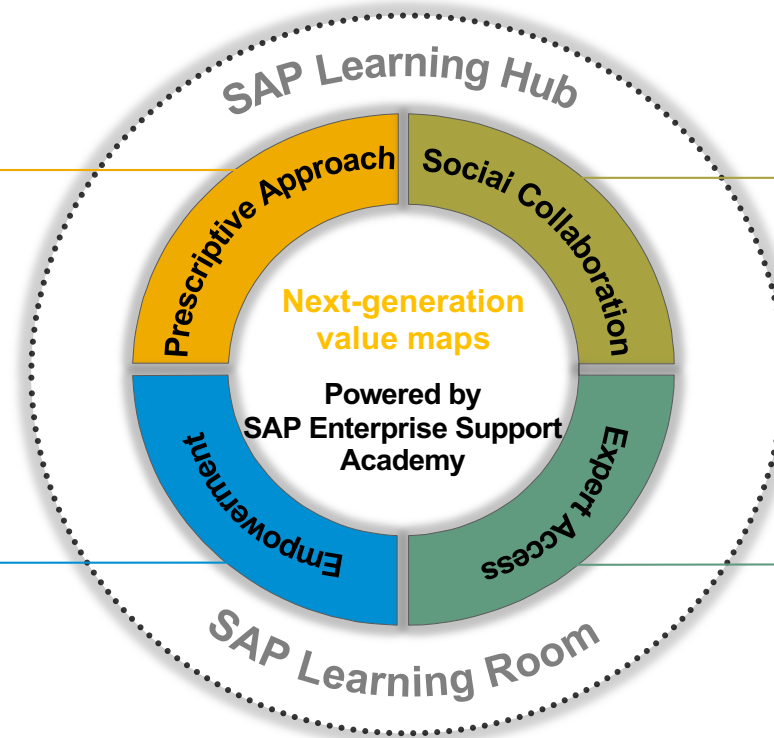 SAP Learning Hub
Prescriptive Approach
Social Collaboration
Next-generation
value maps
Powered by
SAP Enterprise Support
Academy
Empowerment
Expert Access
SAP Learning Room